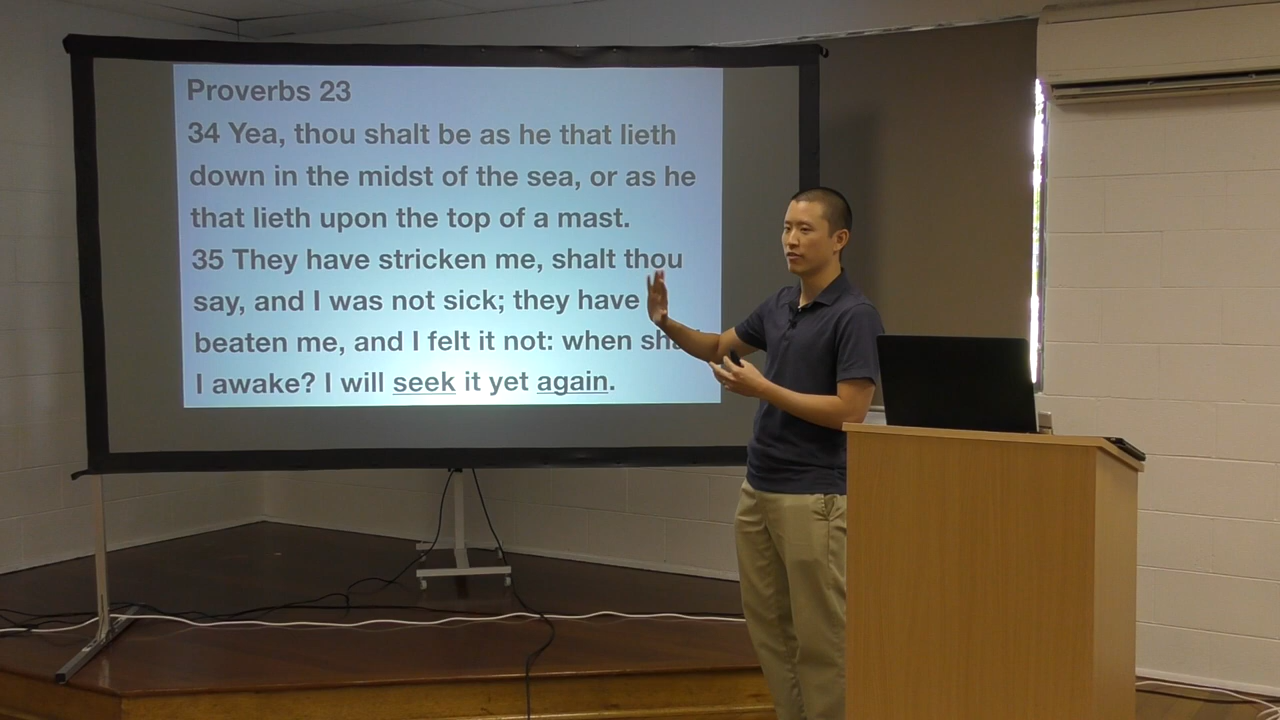 Proverbs 23
34 Yea, thou shalt be as he that lieth
down in the midst of the sea, or as he
that lieth upon the top of a mast.
35 They have stricken me, shalt thou
say, and I was not sick; they have
beaten me, and I felt it not: when
I awake? I will seek it yet again.